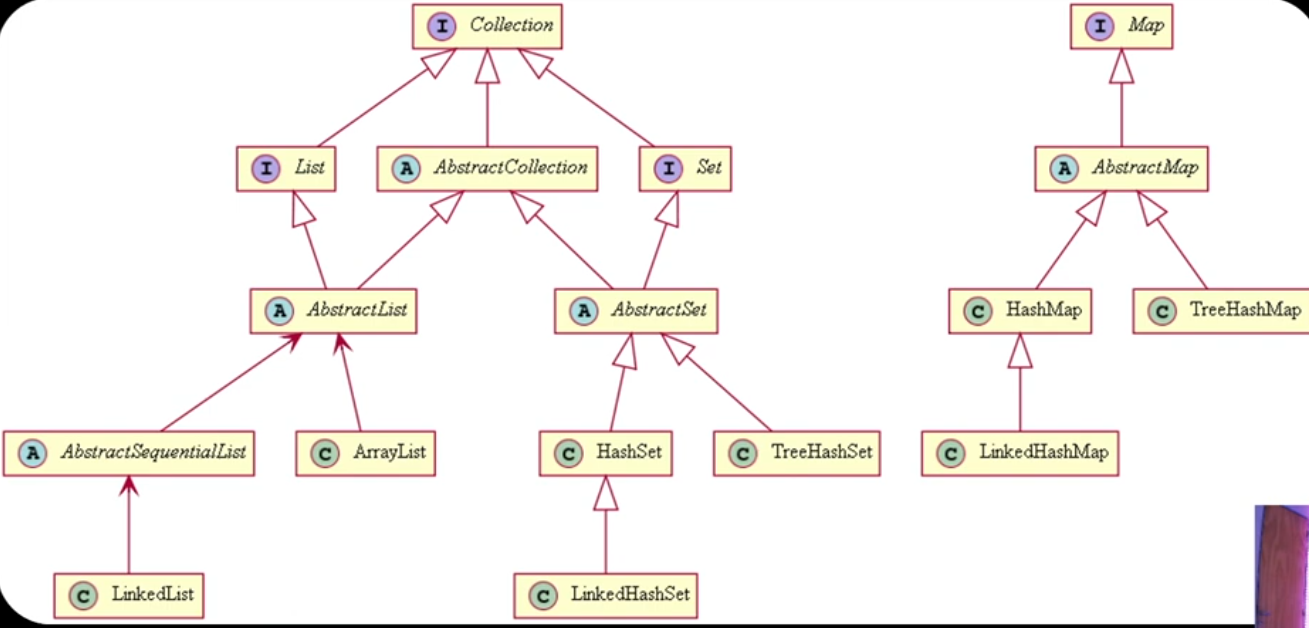 I Collection
I Map
I List
A AbstractCollection
I Set
A AbstractMap
A AbstractList
A AbstractSet
C HashMap
C TreeHashMap
A AbstractSequentialList
C ArrayList
C HashSet
C TreeHashSet
C LinkedHashMap
C LinkedList
C LinkedHashSet